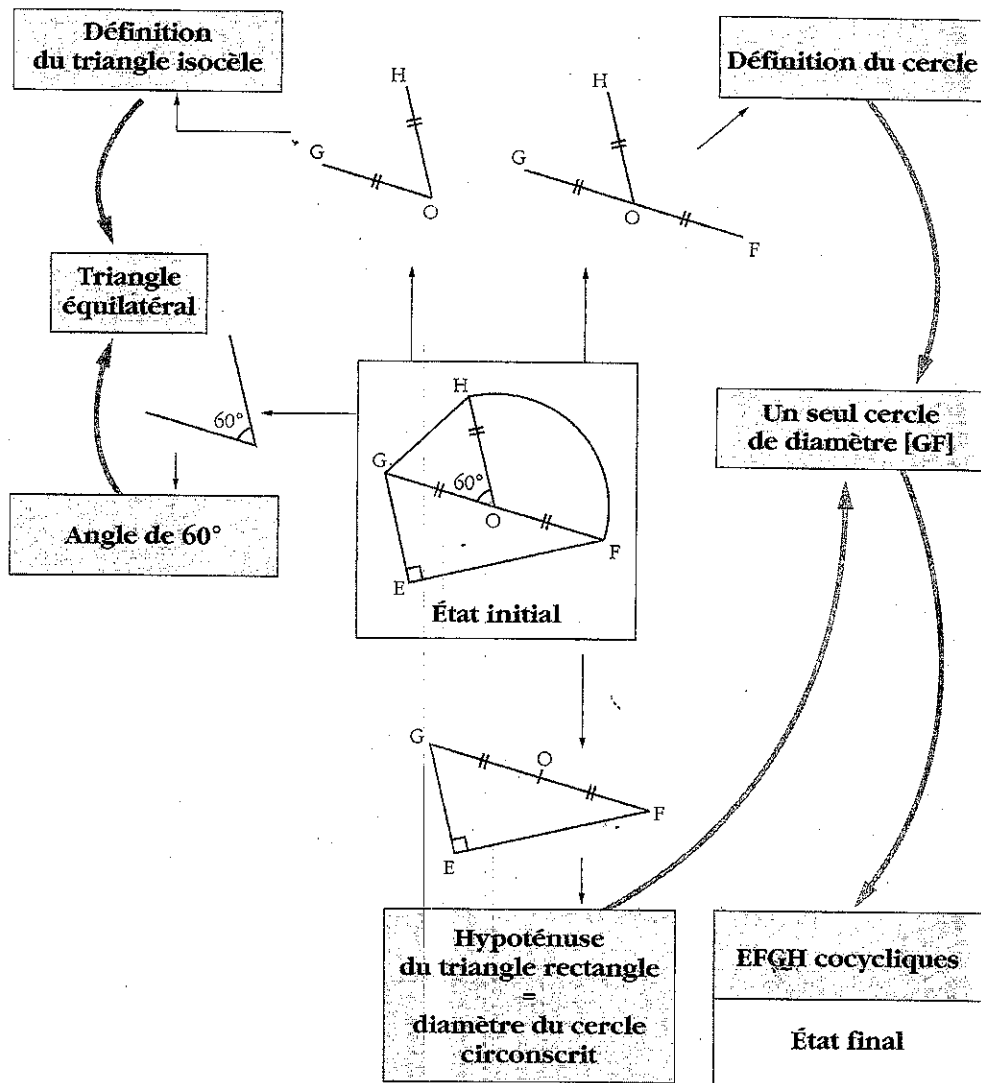 Définition
du triangle isocèle
H
G
O
H
G
O
F
Définition du cercle
Triangle
équilatéral
60°
Angle de 60°
H
G
60°
O
F
E
État initial
Un seul cercle
de diamètre [GF]
G
O
F
E
Hypoténuse
du triangle rectangle
=
diamètre du cercle
circonscrit
EFGH cocycliques
État final